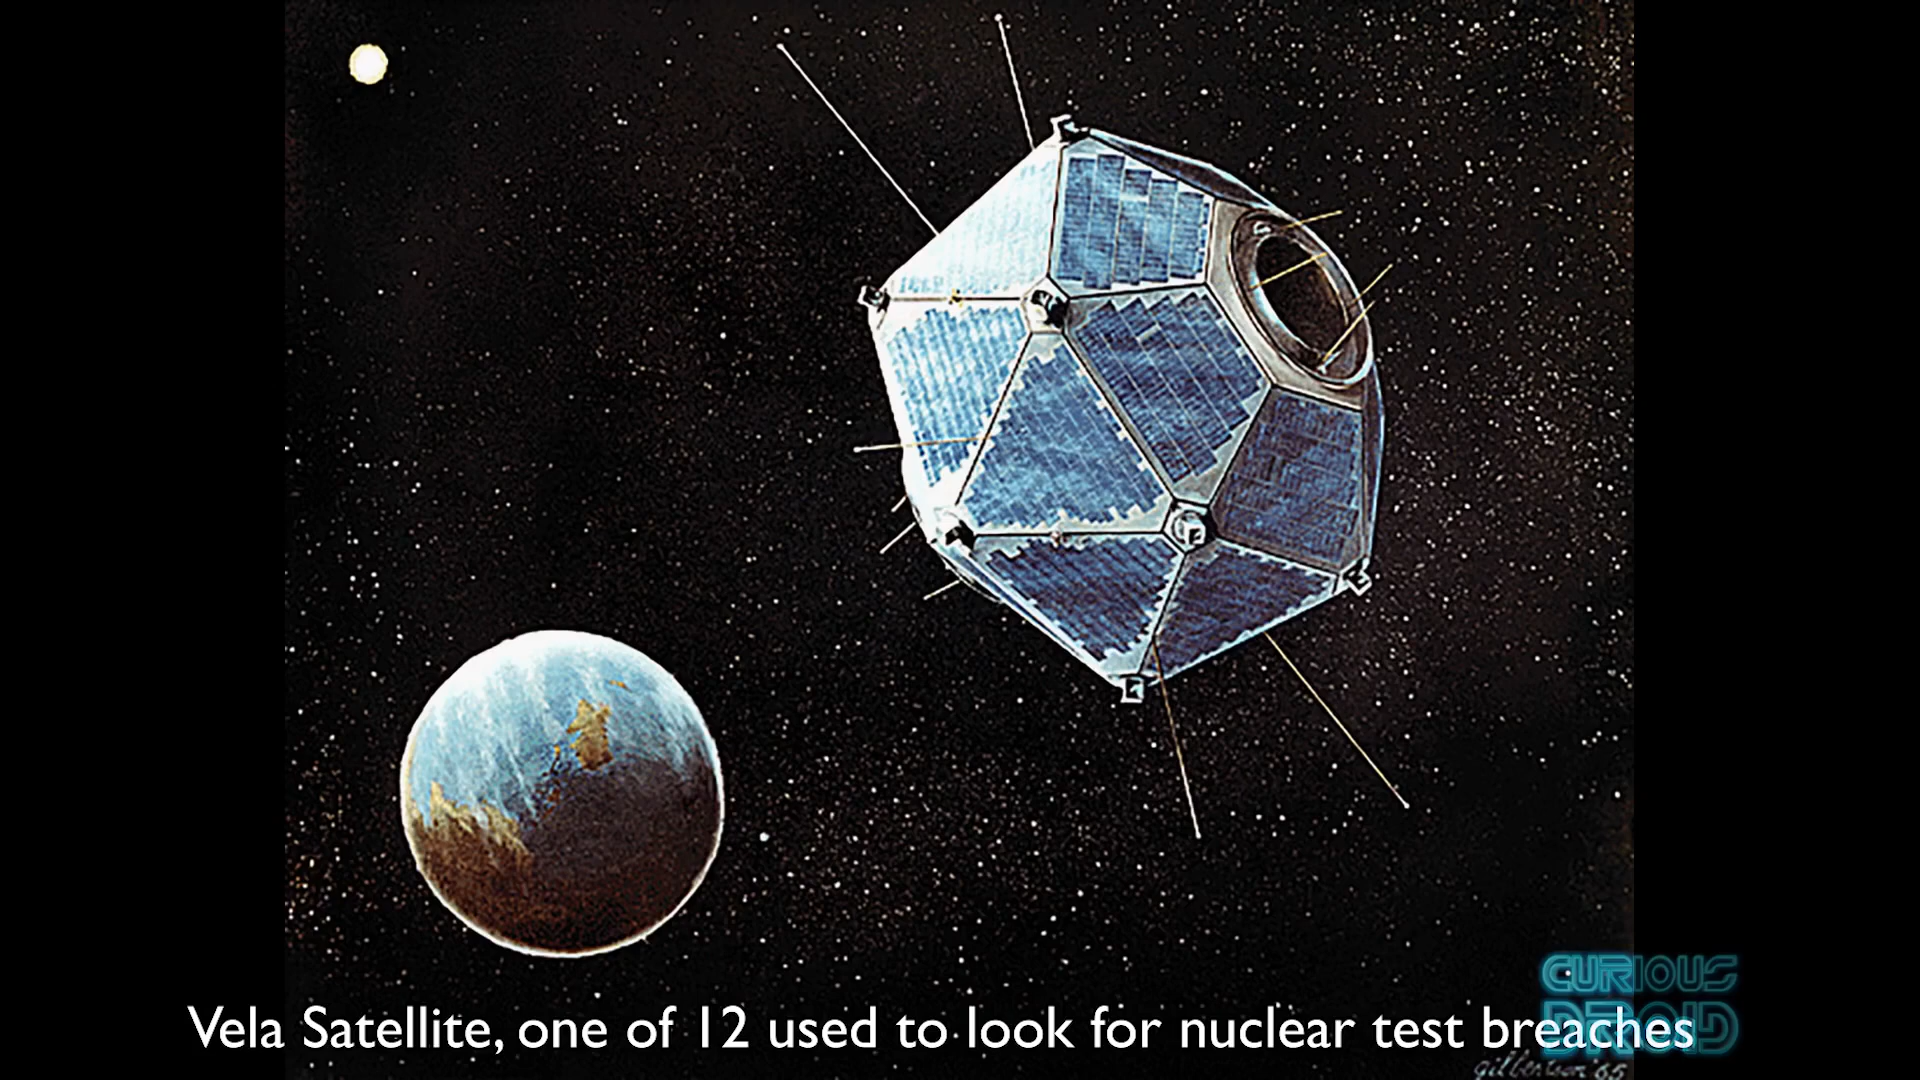 CURIOUS
DROID
Vela Satellite, one of 12 used to look for nuclear test breaches